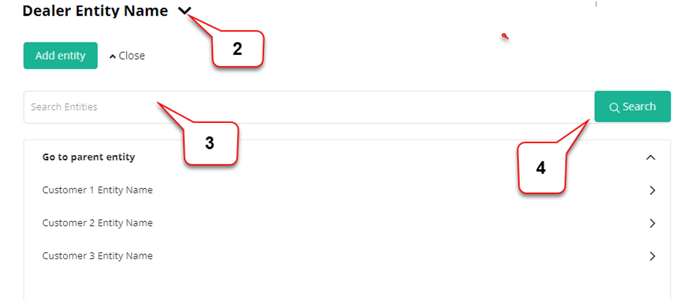 Dealer Entity Name
2
Add entity
Close
Search Entities
Search
3
4
Go to parent entity
Customer 1 Entity Name
Customer 2 Entity Name
Customer 3 Entity Name